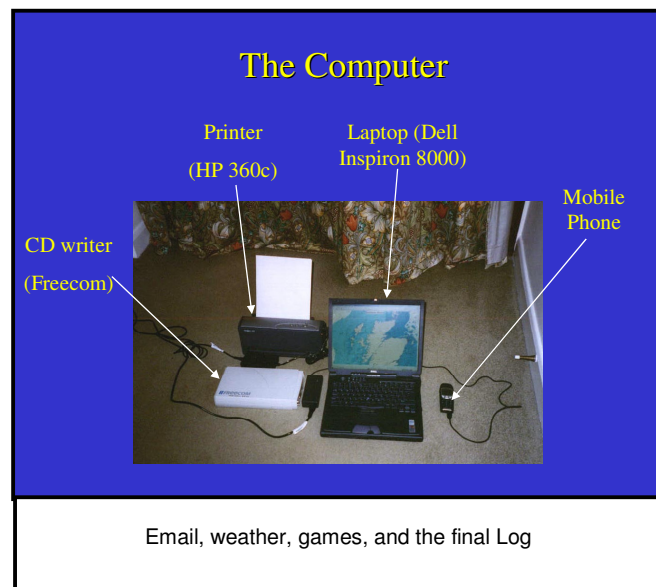 The Computer
Printer
(HP 360c)
Laptop (Dell
Inspiron 8000)
Mobile
Phone
CD writer
(Freecom)
Email, weather, games, and the final Log